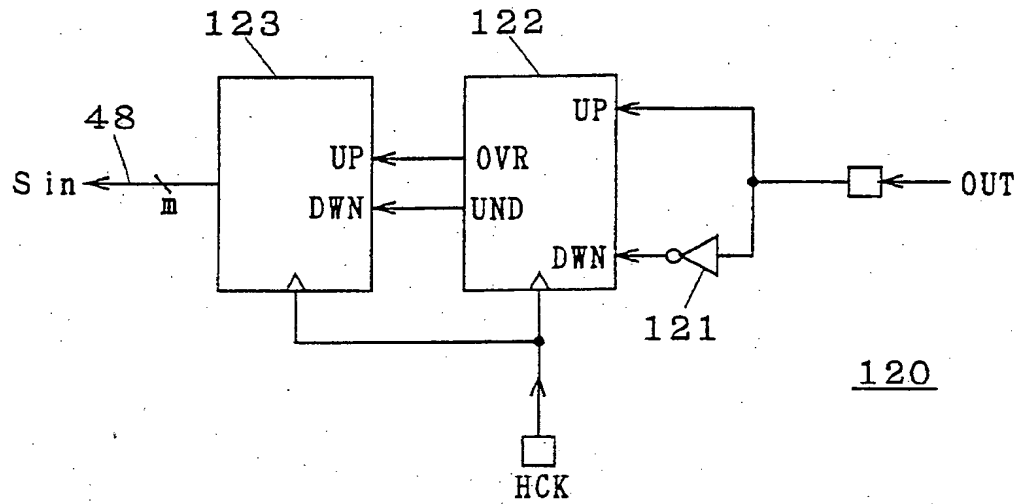 123
122
48
UP
UP
OVR
S in
m
OUT
DWN
UND
DWN
121
120
HCK